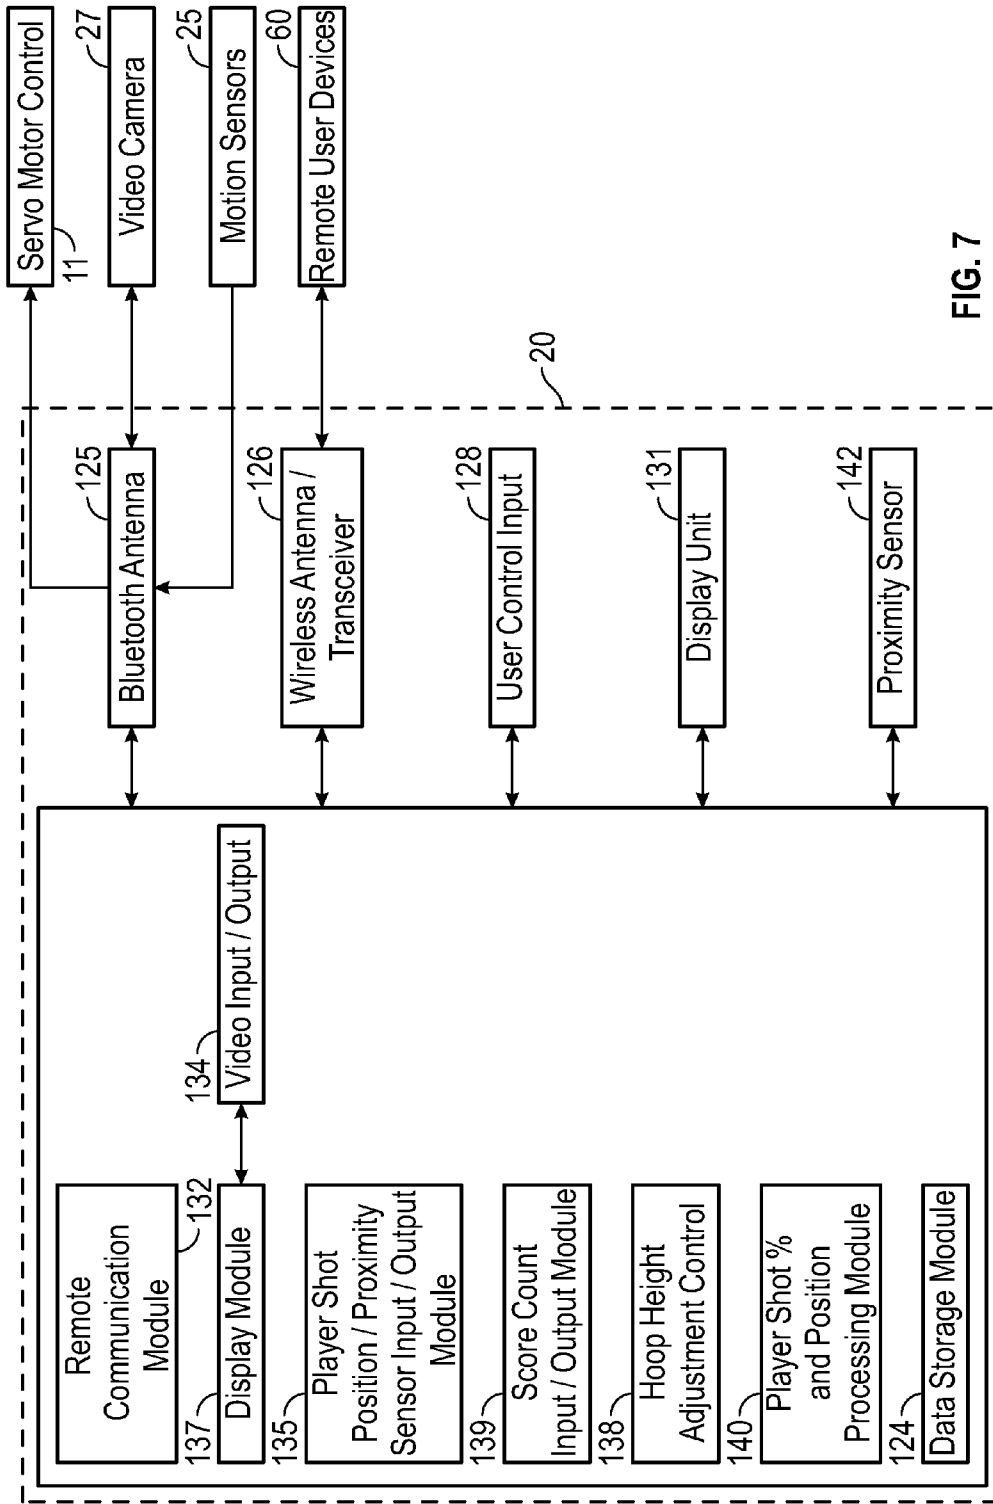 Remote
Communication
Module
132
137
Display Module
134
Video Input / Output
135
Player Shot
Position / Proximity
Sensor Input / Output
Module
139
Score Count
Input / Output Module
138
Hoop Height
Adjustment Control
140
Player Shot %
and Position
Processing Module
124
Data Storage Module
125
Bluetooth Antenna
126
Wireless Antenna /
Transceiver
128
User Control Input
131
Display Unit
142
Proximity Sensor
20
Servo Motor Control
11
27
Video Camera
25
Motion Sensors
60
Remote User Devices
FIG. 7